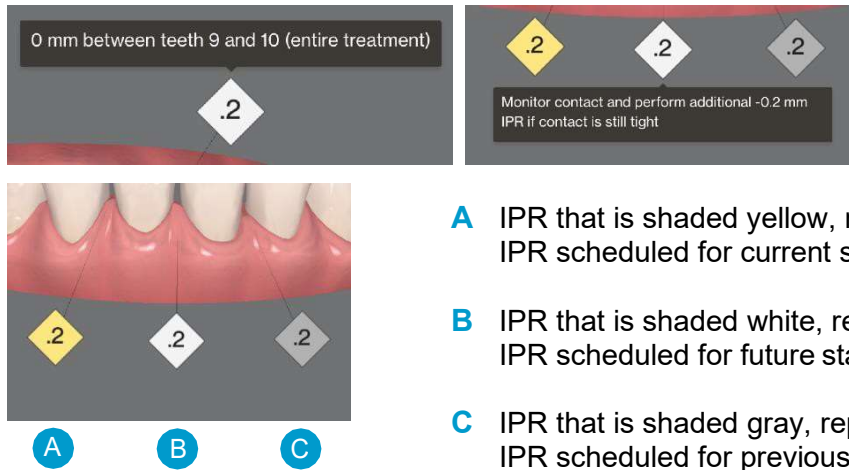 0 mm between teeth 9 and 10 (entire treatment)
.2
.2
.2
.2
Monitor contact and perform additional -0.2 mm
IPR if contact is still tight
.2
.2
.2
A
B
C
A IPR that is shaded yellow,
IPR scheduled for current
B IPR that is shaded white,
IPR scheduled for future
C IPR that is shaded gray,
IPR scheduled for previous